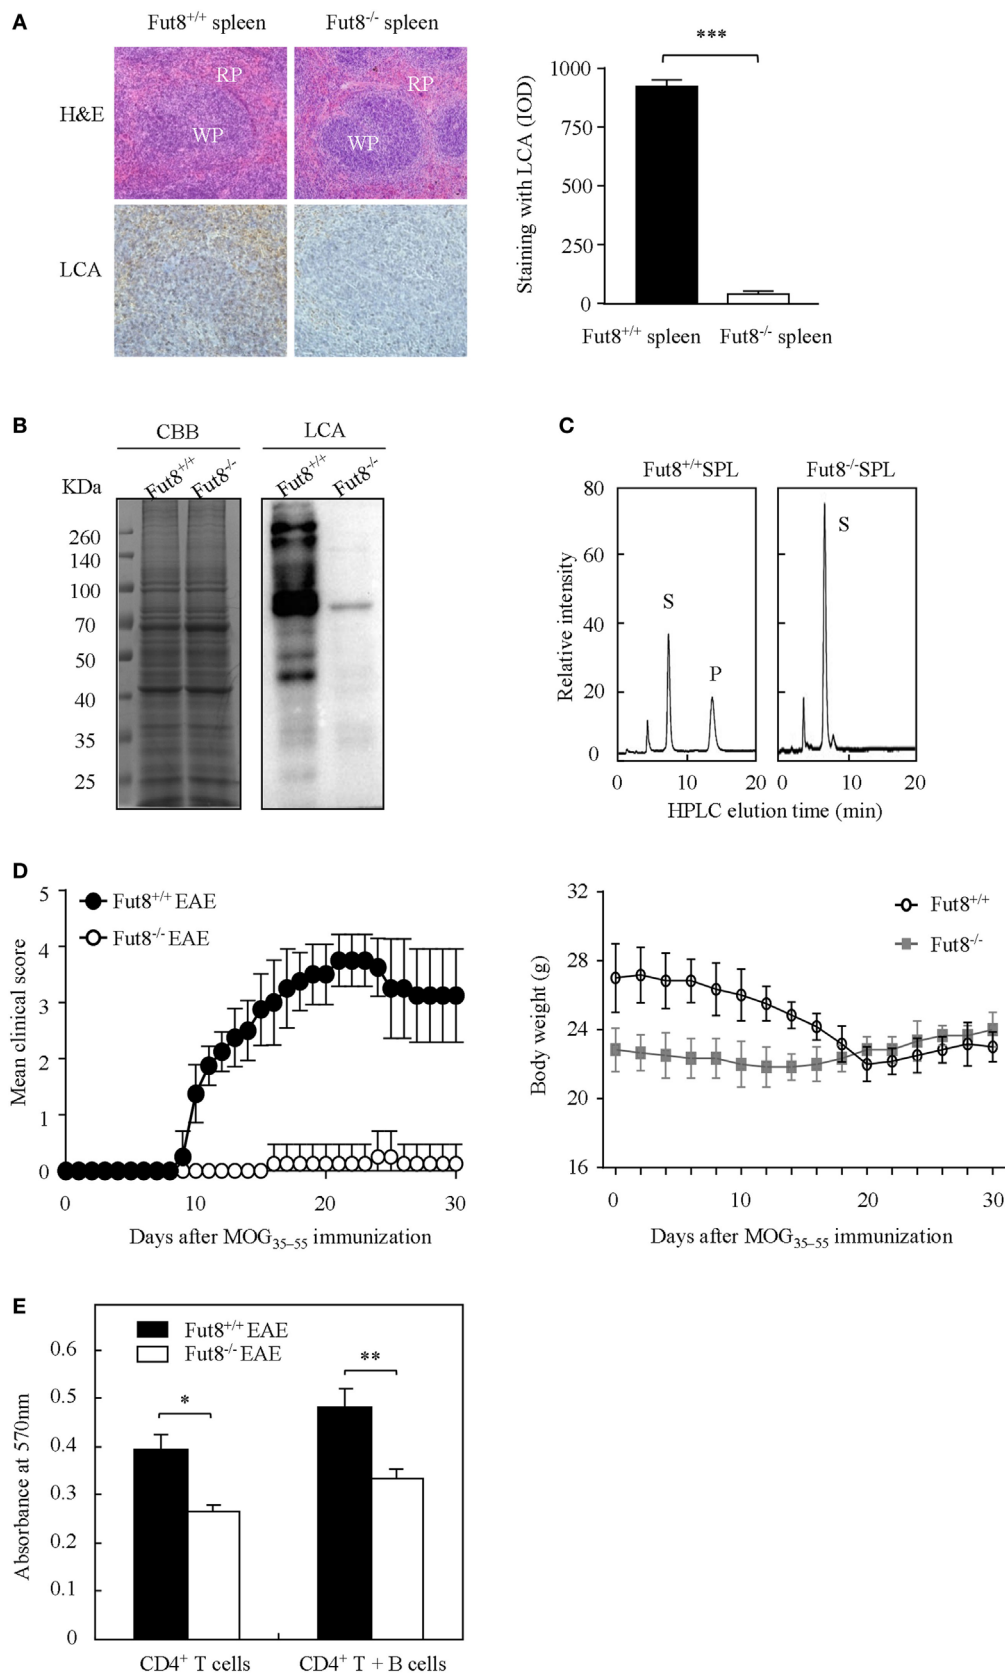 A
Fut8+/+ spleen Fut8-/- spleen
H&E
RP
WP
RP
WP
LCA
***
Staining with LCA (IOD)
1000
750
500
250
0
Fut8+/+ spleen Fut8-/- spleen
B
CBB LCA
KDa
Fut8+/+ Fut8-/- Fut8+/+ Fut8-/-
260
140
100
70
50
40
35
25
C
Fut8+/+SPL Fut8-/-SPL
Relative intensity
80
60
40
20
0
S
P
S
0 10 20 0 10 20
HPLC elution time (min)
D
Fut8+/+ EAE
Fut8-/- EAE
Mean clinical score
5
4
3
2
1
0
0 10 20 30
Days after MOG35–55 immunization
Fut8+/+
Fut8-/-
Body weight (g)
32
28
24
20
16
0 10 20 30
Days after MOG35–55 immunization
E
Fut8+/+ EAE
Fut8-/- EAE
Absorbance at 570nm
0.6
0.5
0.4
0.3
0.2
0.1
0
*
**
CD4+ T cells CD4+ T + B cells